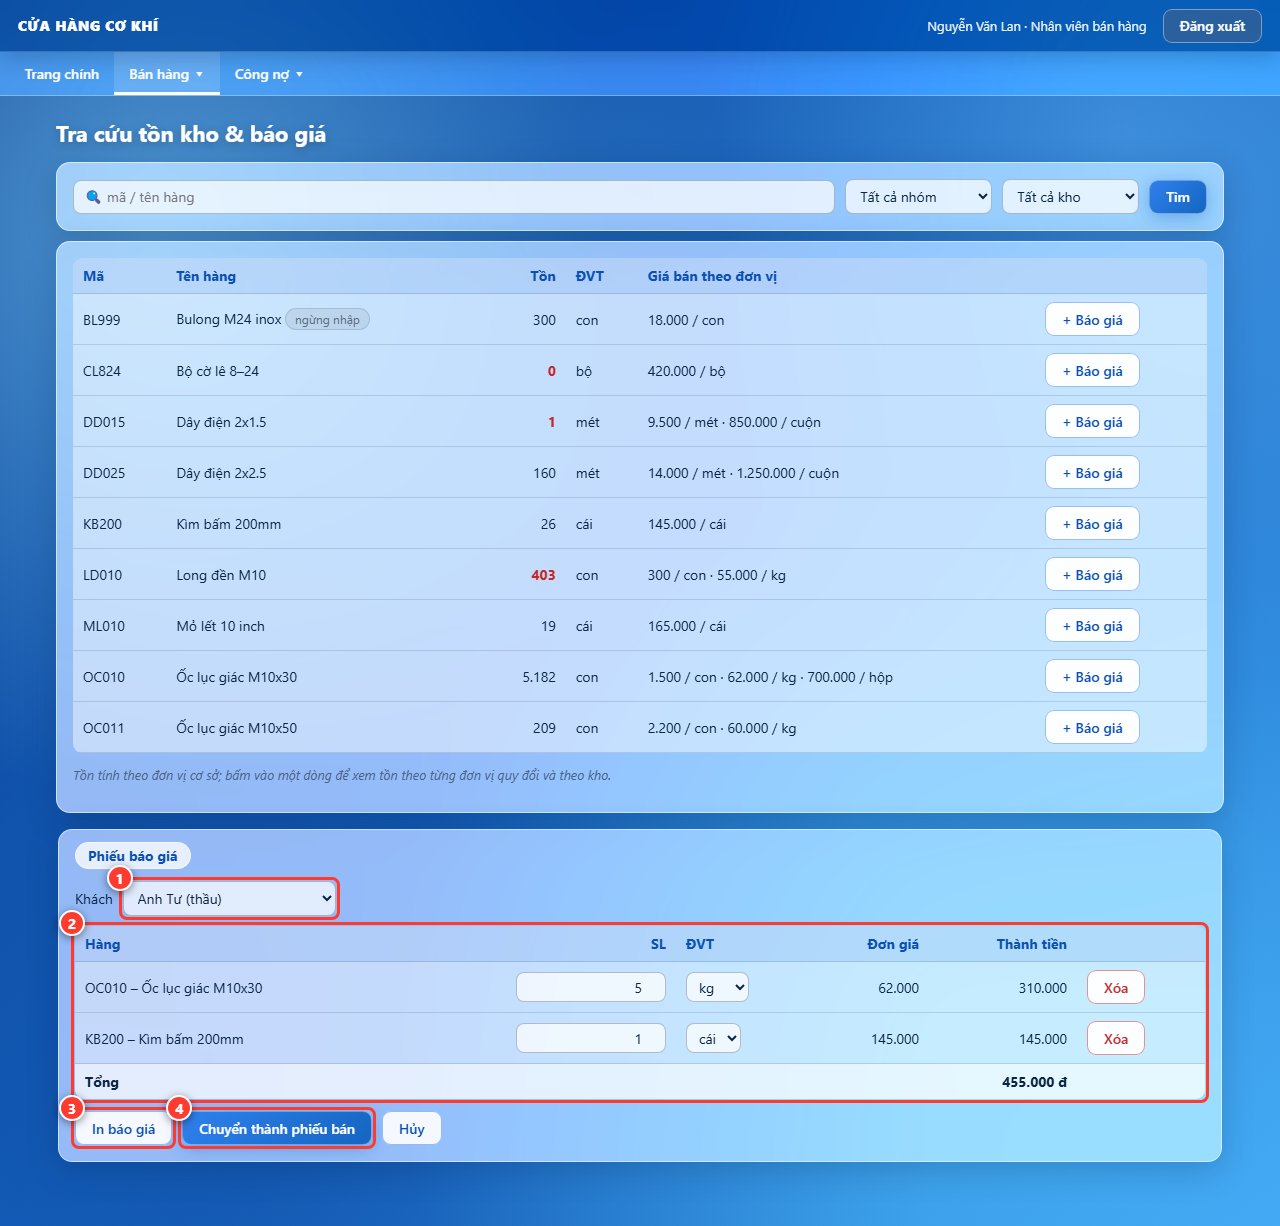 CỬA HÀNG CƠ KHÍ
Nguyễn Văn Lan · Nhân viên bán hàng
Đăng xuất
Trang chính
Bán hàng ▾
Công nợ ▾
Tra cứu tồn kho & báo giá
🔍 mã / tên hàng
Tất cả nhóm
Tất cả kho
Tìm
Mã Tên hàng Tồn ĐVT Giá bán theo đơn vị
BL999 Bulong M24 inox ngừng nhập 300 con 18.000 / con + Báo giá
CL824 Bộ cờ lê 8–24 0 bộ 420.000 / bộ + Báo giá
DD015 Dây điện 2x1.5 1 mét 9.500 / mét · 850.000 / cuộn + Báo giá
DD025 Dây điện 2x2.5 160 mét 14.000 / mét · 1.250.000 / cuộn + Báo giá
KB200 Kìm bấm 200mm 26 cái 145.000 / cái + Báo giá
LD010 Long đền M10 403 con 300 / con · 55.000 / kg + Báo giá
ML010 Mỏ lết 10 inch 19 cái 165.000 / cái + Báo giá
OC010 Ốc lục giác M10x30 5.182 con 1.500 / con · 62.000 / kg · 700.000 / hộp + Báo giá
OC011 Ốc lục giác M10x50 209 con 2.200 / con · 60.000 / kg + Báo giá
Tồn tính theo đơn vị cơ sở; bấm vào một dòng để xem tồn theo từng đơn vị quy đổi và theo kho.
Phiếu báo giá
1
Khách Anh Tư (thầu)
2
Hàng SL ĐVT Đơn giá Thành tiền
OC010 – Ốc lục giác M10x30 5 kg 62.000 310.000 Xóa
KB200 – Kìm bấm 200mm 1 cái 145.000 145.000 Xóa
Tổng 455.000 đ
3 4
In báo giá Chuyển thành phiếu bán Hủy